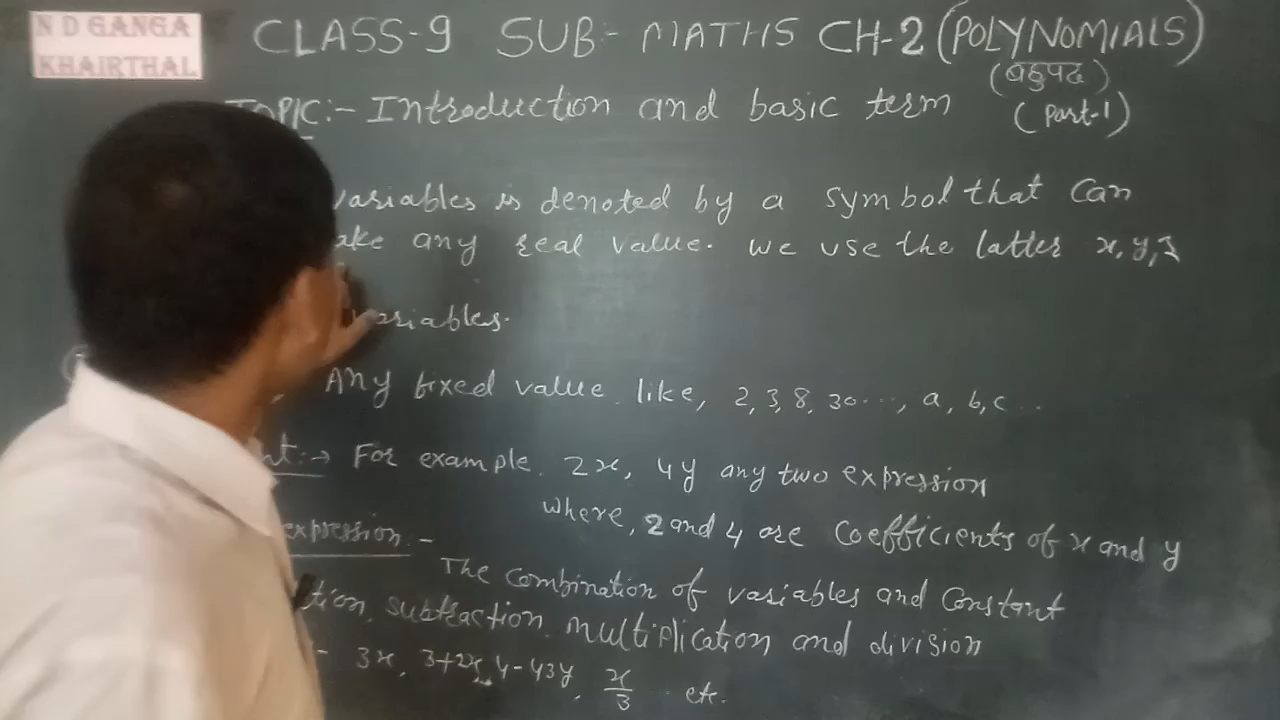 N D GANGA
KHAIRTHAL
CLASS-9 SUB:- MATHS CH-2 (POLYNOMIALS)
(बहुपद)
TOPIC:- Introduction and basic term (Part-1)
variables is denoted by a symbol that can
ake any real value. we use the latter x, y, z
variables.
Any fixed value like, 2, 3, 8, 30..., a, b, c...
nt:→ For example. 2x, 4y any two expression
where, 2 and 4 are coefficients of x and y
expression:-
The combination of variables and constant
tion, subtraction, multiplication and division
- 3x, 3+2x, 4-43y, x/3 etc.